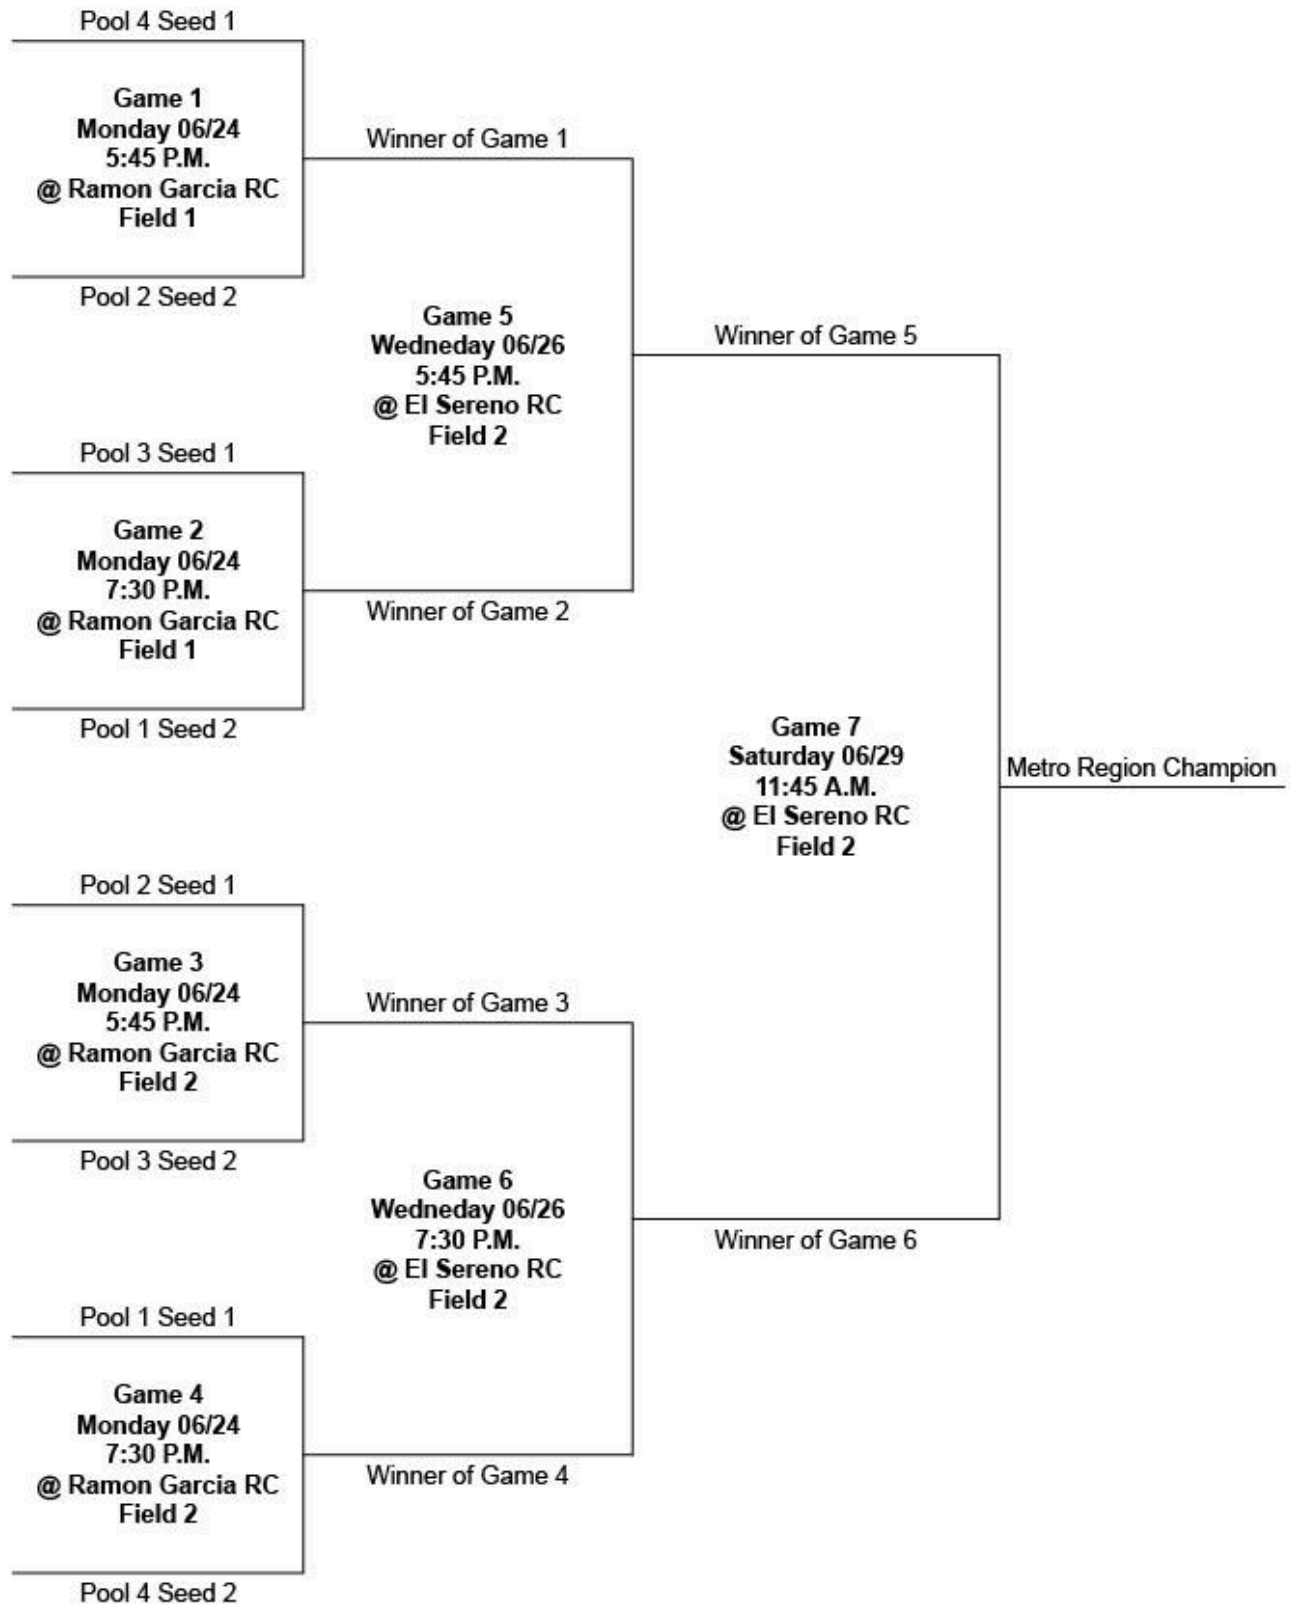 Pool 4 Seed 1
Game 1
Monday 06/24
5:45 P.M.
@ Ramon Garcia RC
Field 1
Pool 2 Seed 2
Winner of Game 1
Game 5
Wedneday 06/26
5:45 P.M.
@ El Sereno RC
Field 2
Winner of Game 5
Pool 3 Seed 1
Game 2
Monday 06/24
7:30 P.M.
@ Ramon Garcia RC
Field 1
Pool 1 Seed 2
Winner of Game 2
Game 7
Saturday 06/29
11:45 A.M.
@ El Sereno RC
Field 2
Metro Region Champion
Pool 2 Seed 1
Game 3
Monday 06/24
5:45 P.M.
@ Ramon Garcia RC
Field 2
Pool 3 Seed 2
Winner of Game 3
Game 6
Wedneday 06/26
7:30 P.M.
@ El Sereno RC
Field 2
Winner of Game 6
Pool 1 Seed 1
Game 4
Monday 06/24
7:30 P.M.
@ Ramon Garcia RC
Field 2
Pool 4 Seed 2
Winner of Game 4